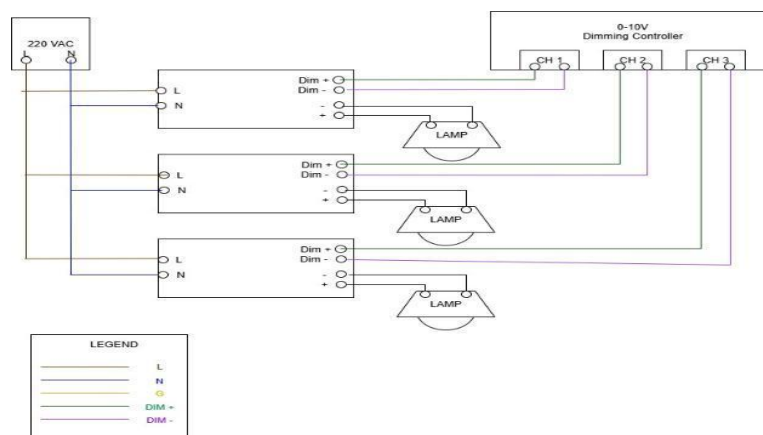 220 VAC
L N
0-10V
Dimming Controller
CH 1 CH 2 CH 3
L
N
Dim +
Dim -
-
+
LAMP
L
N
Dim +
Dim -
-
+
LAMP
L
N
Dim +
Dim -
-
+
LAMP
LEGEND
L
N
G
DIM +
DIM -